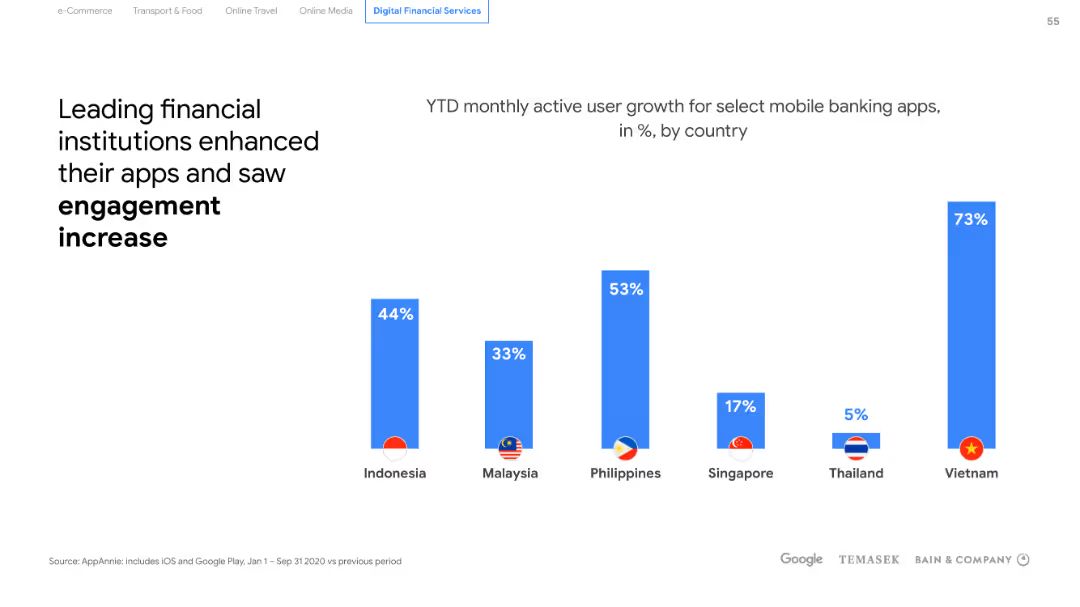 e-Commerce Transport & Food Online Travel Online Media Digital Financial Services
55
Leading financial
institutions enhanced
their apps and saw
engagement
increase
YTD monthly active user growth for select mobile banking apps,
in %, by country
44%
33%
53%
17%
5%
73%
Indonesia Malaysia Philippines Singapore Thailand Vietnam
Source: AppAnnie: includes iOS and Google Play, Jan 1 – Sep 31 2020 vs previous period
Google TEMASEK BAIN & COMPANY